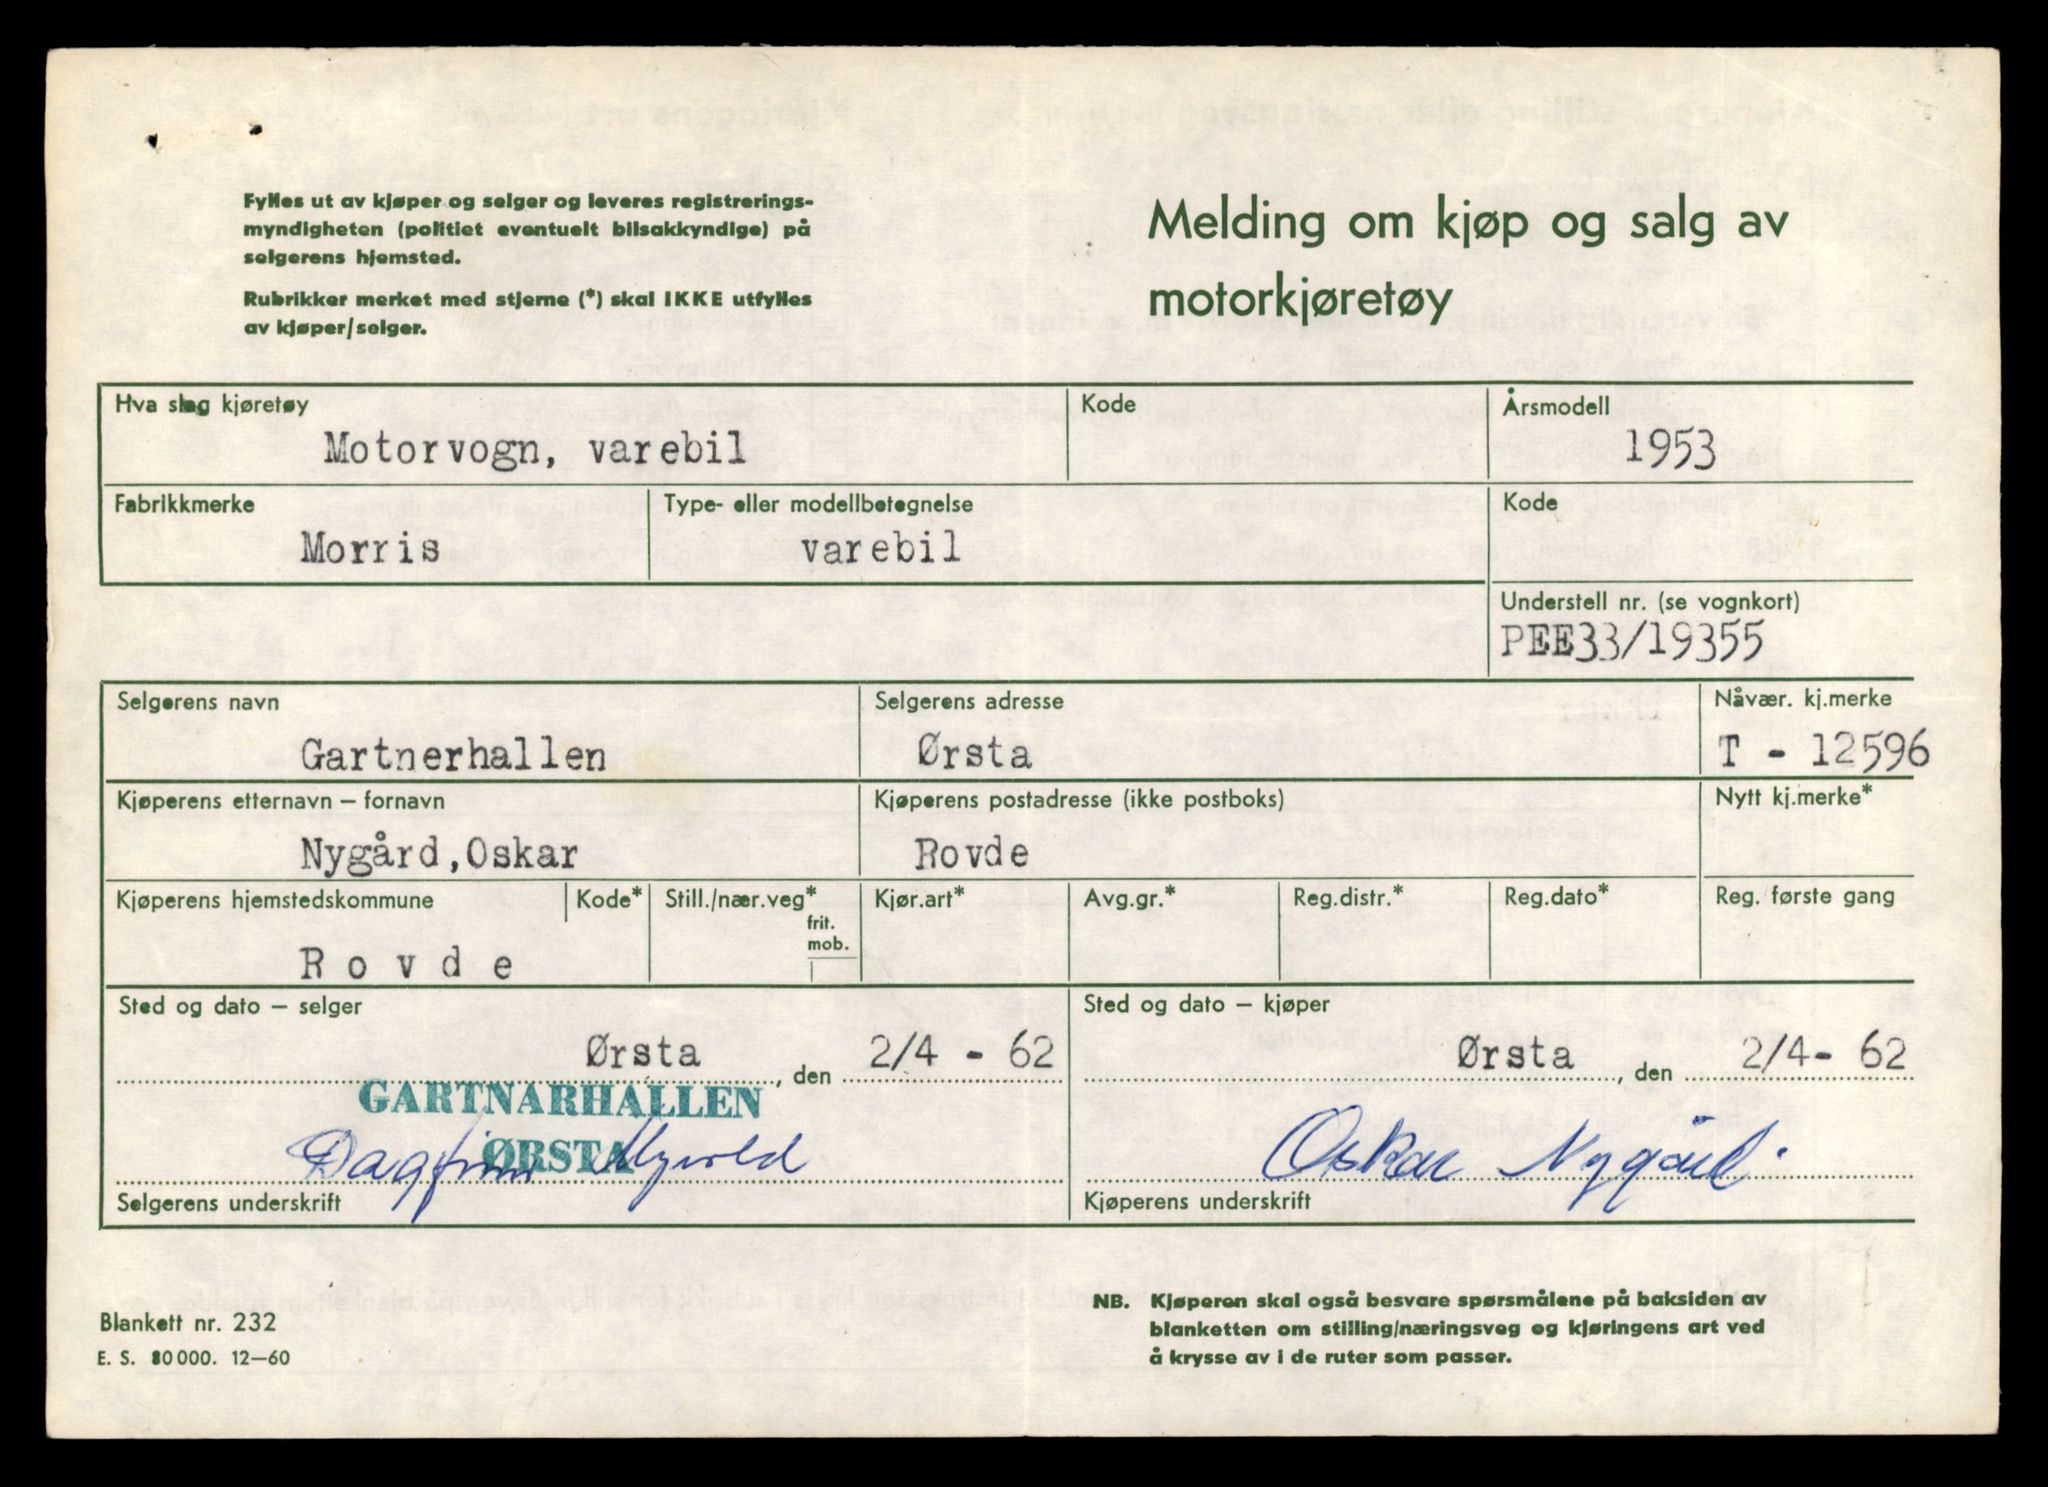 Fylles ut av kjøper og selger og leveres registrerings-
myndigheten (politiet eventuelt bilsakkyndige) på
selgerens hjemsted.
Rubrikker merket med stjerne (*) skal IKKE utfylles
av kjøper/selger.
Melding om kjøp og salg av
motorkjøretøy
Hva slag kjøretøy
Kode
Årsmodell
Motorvogn, varebil
1953
Fabrikkmerke
Type- eller modellbetegnelse
Kode
Morris
varebil
Understell nr. (se vognkort)
PEE33/19355
Selgerens navn
Selgerens adresse
Nåvær. kj.merke
Gartnerhallen
Ørsta
T - 12596
Kjøperens etternavn – fornavn
Kjøperens postadresse (ikke postboks)
Nytt kj.merke*
Nygård,Oskar
Rovde
Kjøperens hjemstedskommune
Kode*
Still./nær.veg*
frit.
mob.
Kjør.art*
Avg.gr.*
Reg.distr.*
Reg.dato*
Reg. første gang
R o v d e
Sted og dato – selger
Sted og dato – kjøper
Ørsta, den 2/4 - 62
Ørsta, den 2/4- 62
GARTNARHALLEN
ØRSTA
Dagfinn
Oskar Nygård.
Selgerens underskrift
Kjøperens underskrift
Blankett nr. 232
E. S. 80 000. 12–60
NB. Kjøperen skal også besvare spørsmålene på baksiden av
blanketten om stilling/næringsveg og kjøringens art ved
å krysse av i de ruter som passer.